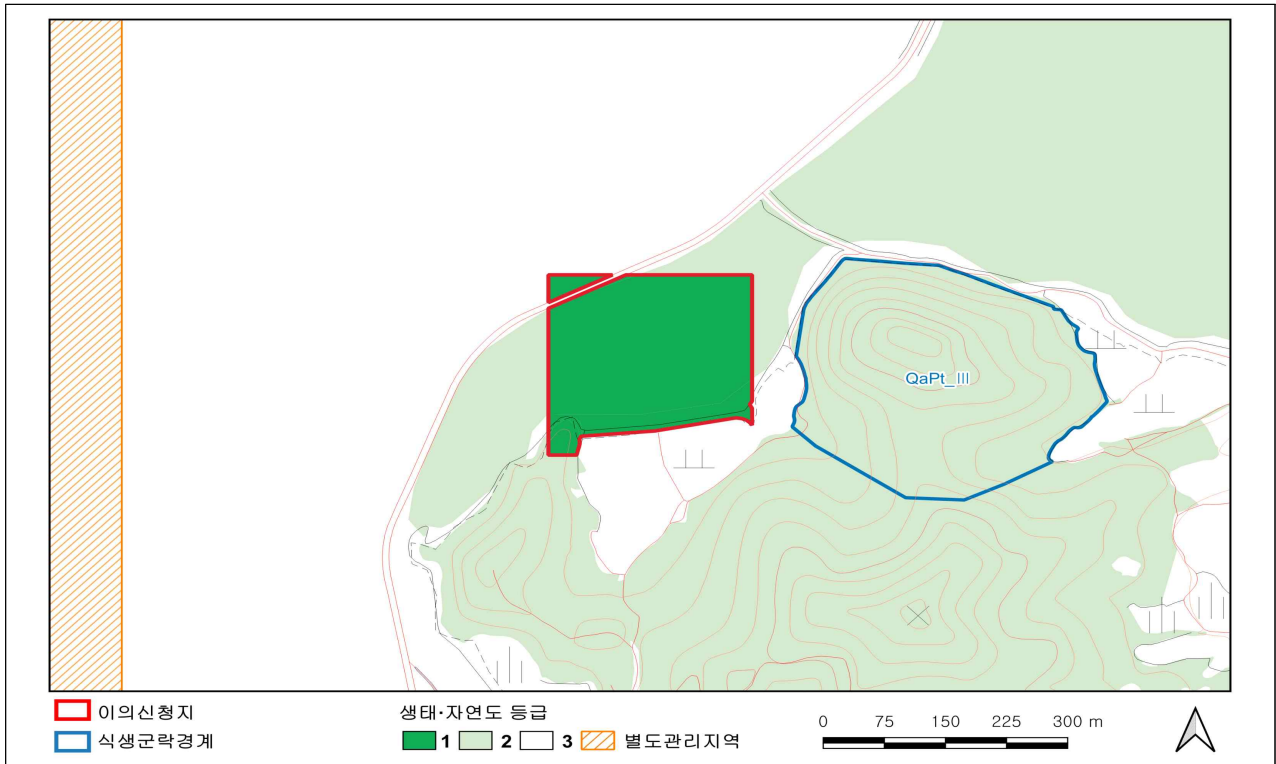 QaPt_III
이의신청지
식생군락경계
생태·자연도 등급
1 2 3 별도관리지역
0 75 150 225 300 m